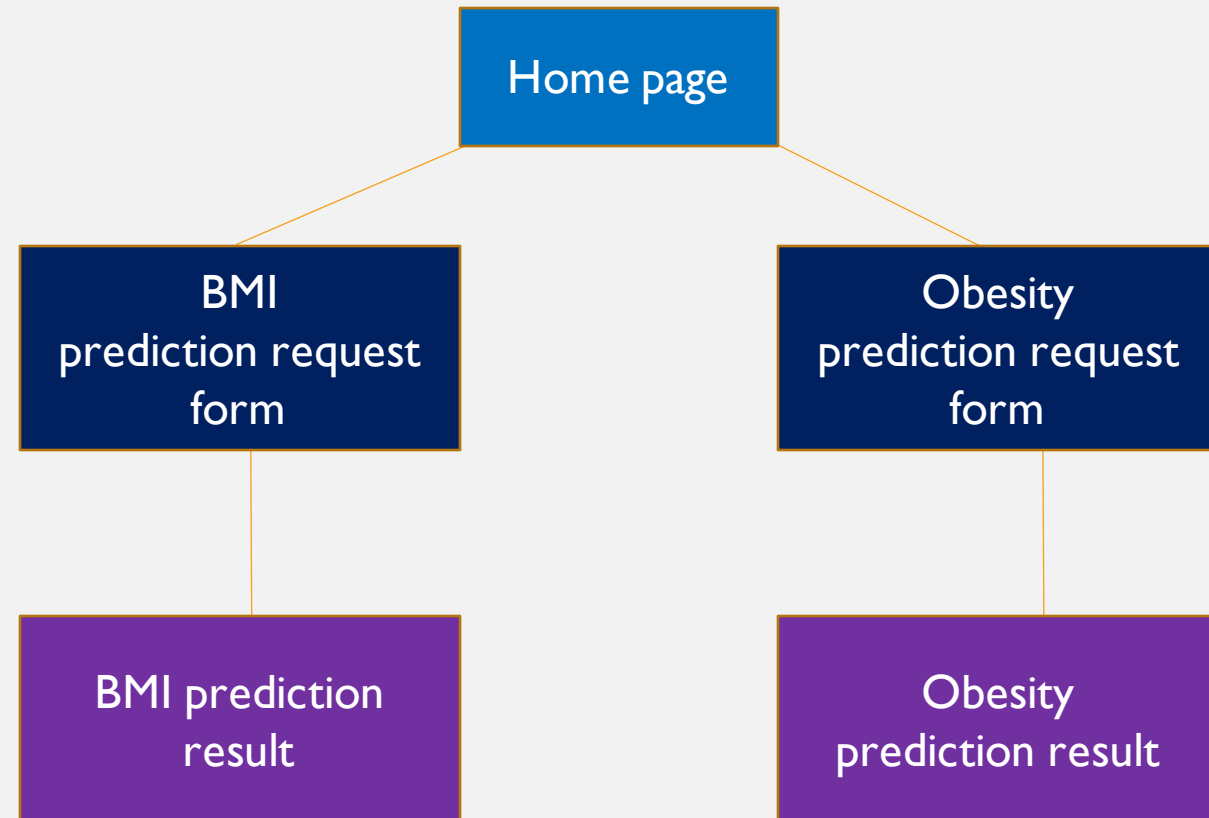 Home page
BMI
prediction request
form
Obesity
prediction request
form
BMI prediction
result
Obesity
prediction result